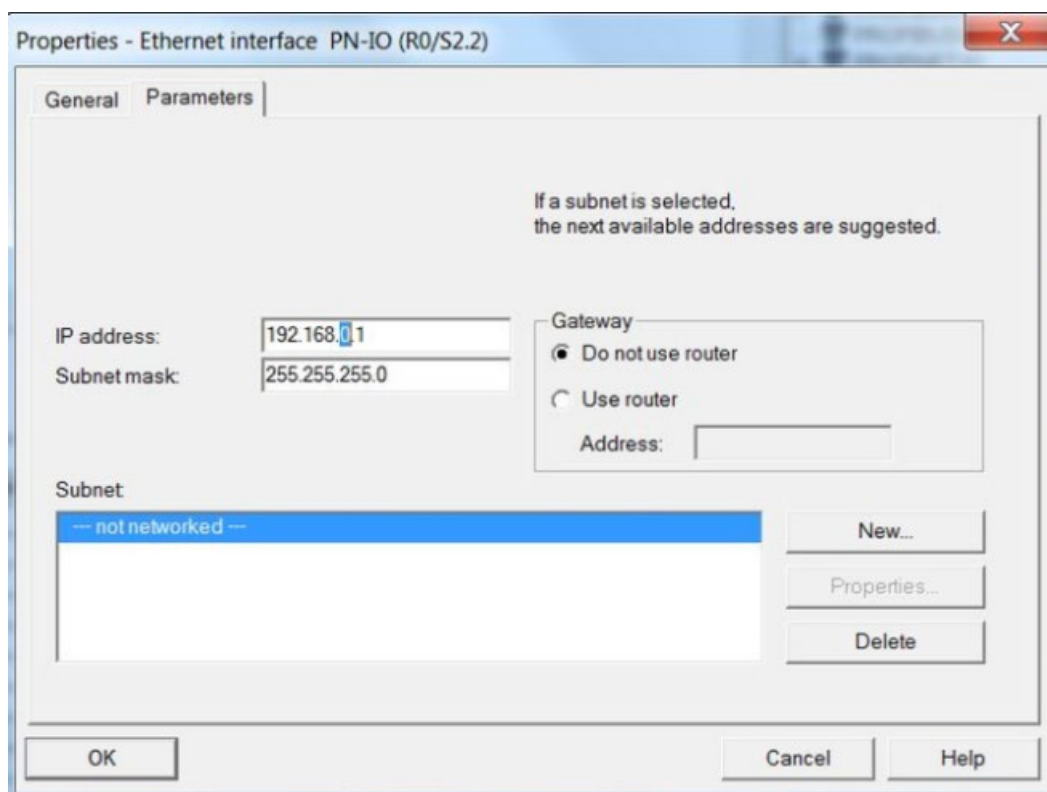 Properties - Ethernet interface PN-IO (R0/S2.2)
X
General Parameters
If a subnet is selected,
the next available addresses are suggested.
IP address: 192.168.0.1
Subnet mask: 255.255.255.0
Gateway
Do not use router
Use router
Address:
Subnet:
--- not networked ---
New...
Properties...
Delete
OK Cancel Help